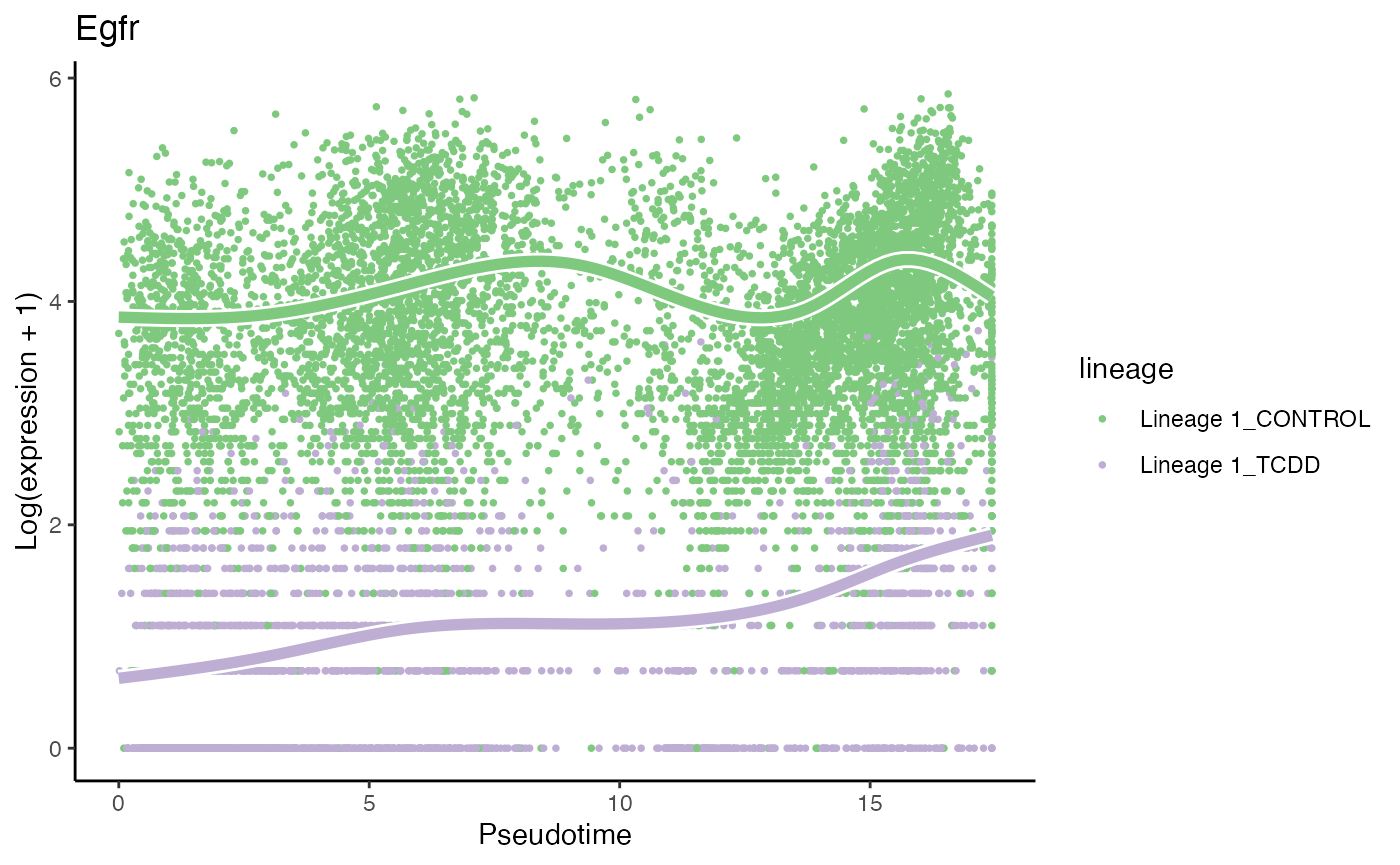 Egfr
6
4
2
0
Log(expression + 1)
0
5
10
15
Pseudotime
lineage
Lineage 1_CONTROL
Lineage 1_TCDD